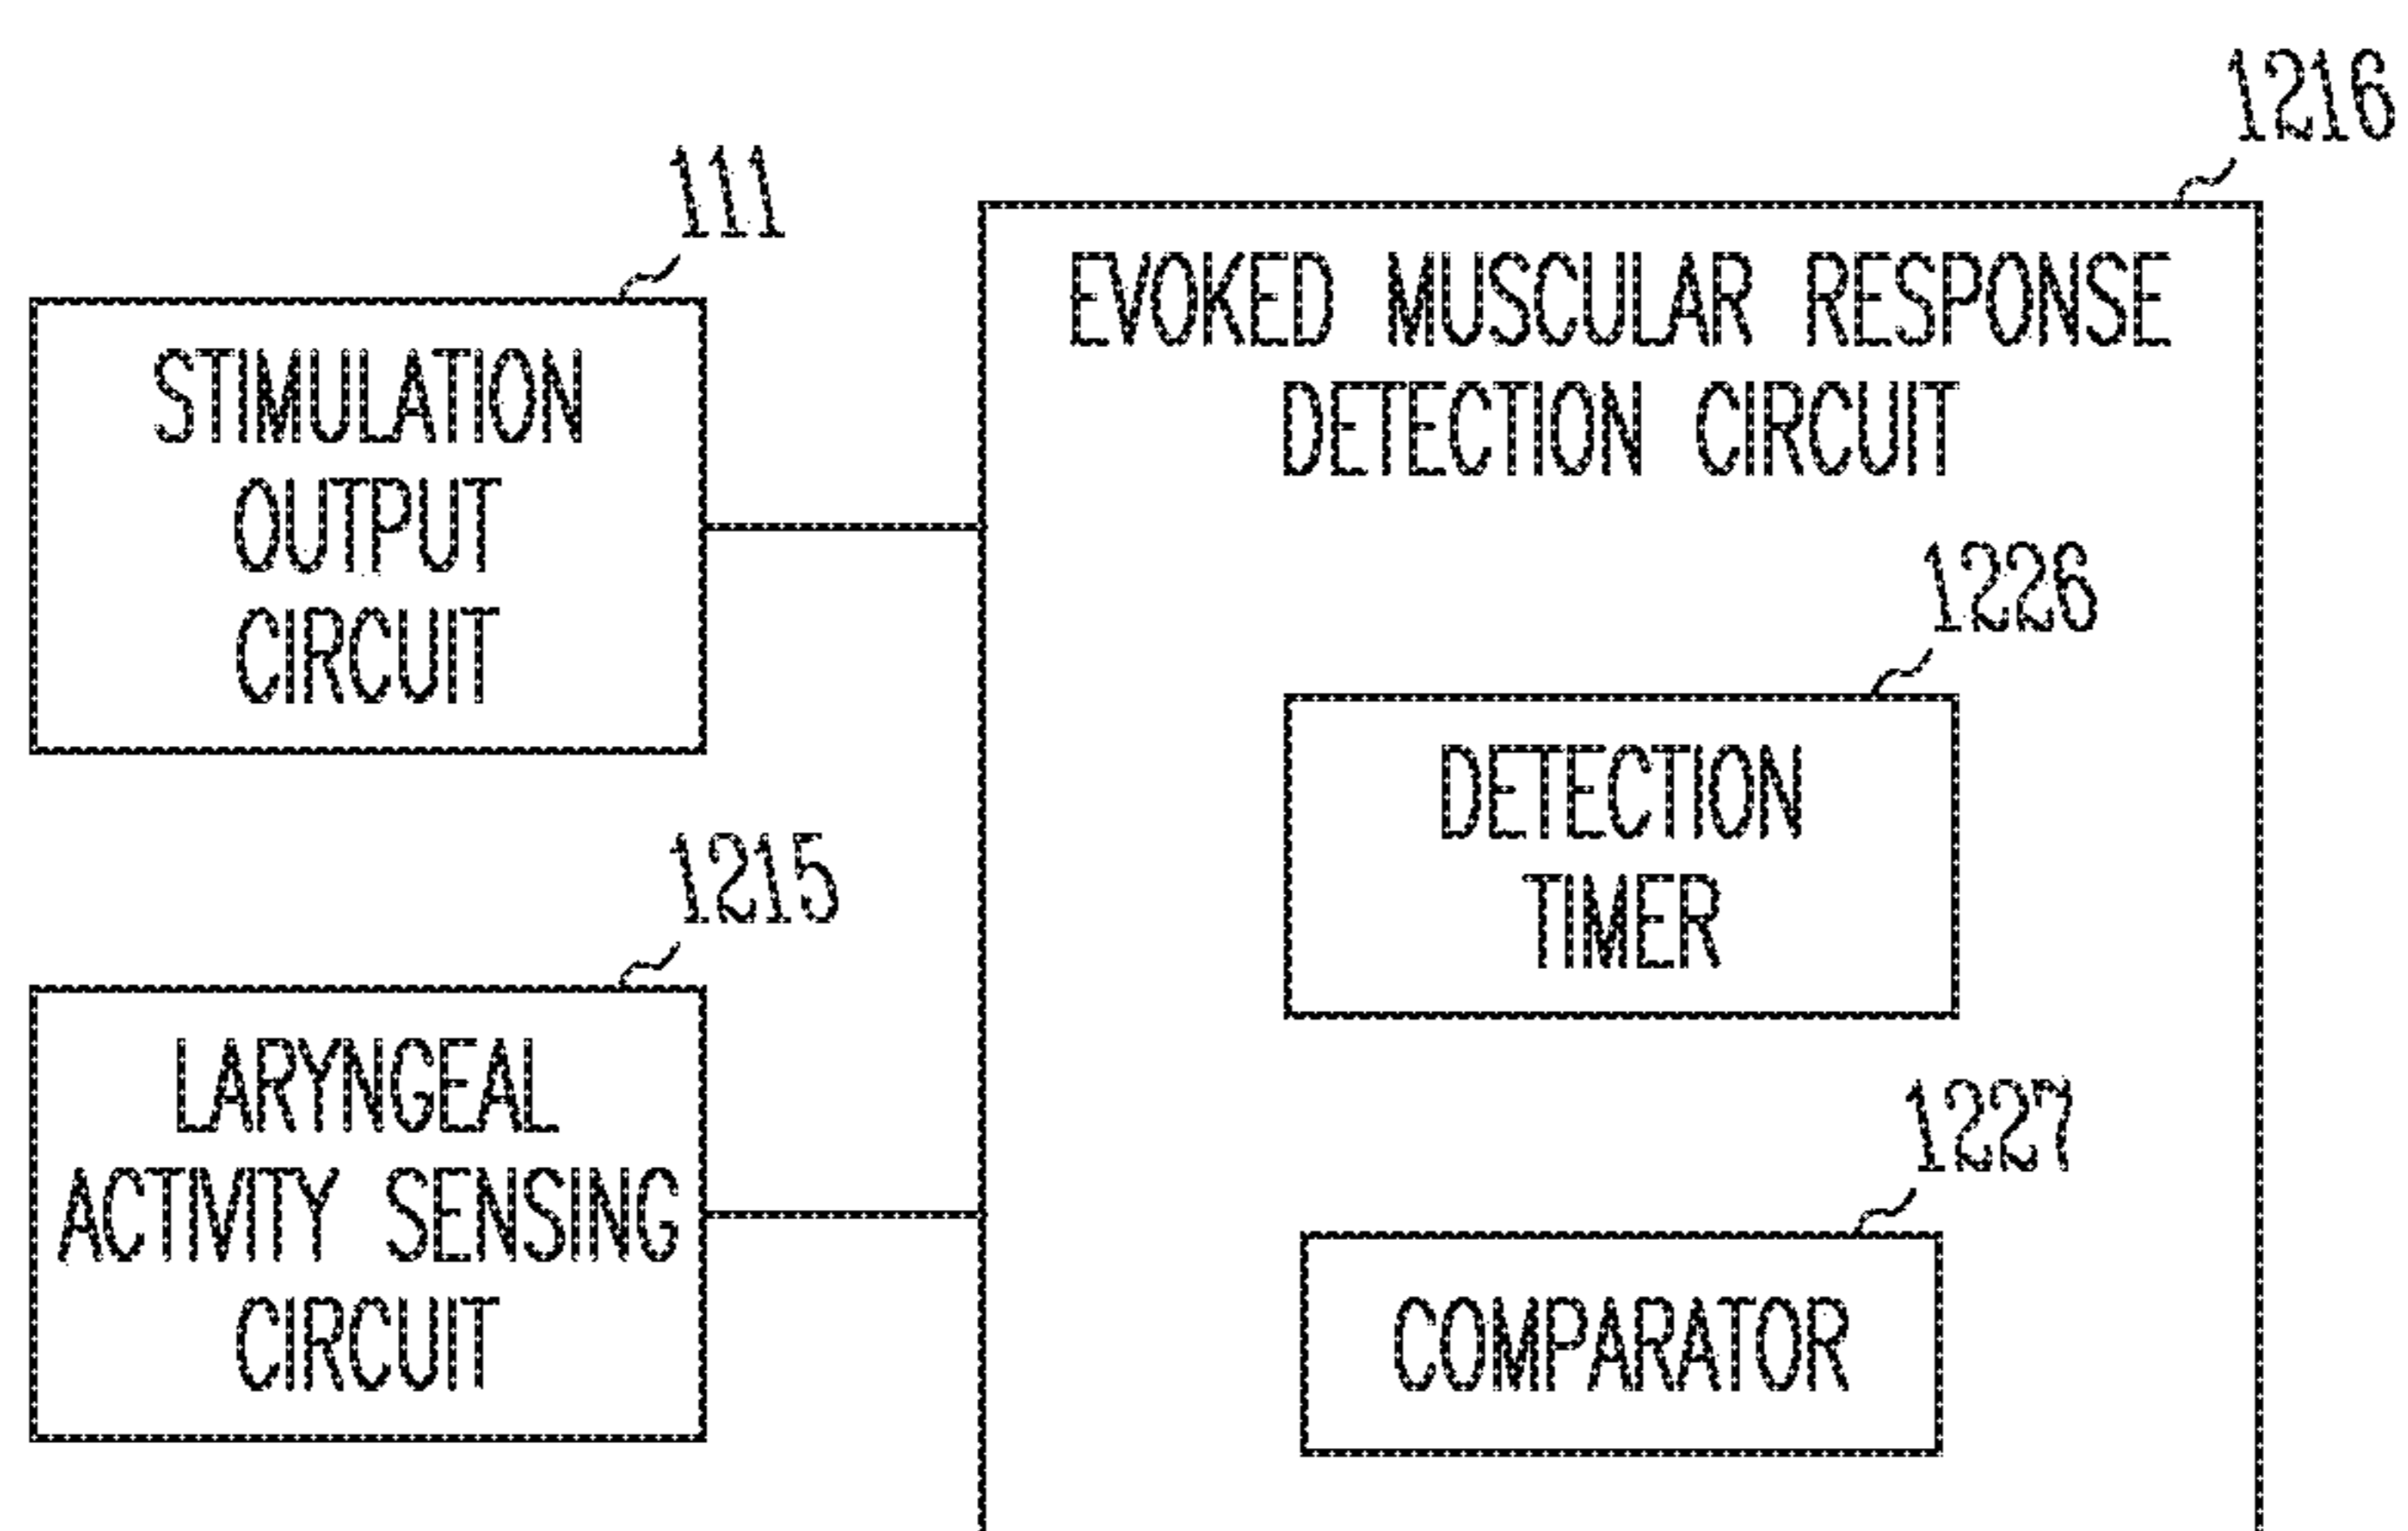 111
STIMULATION
OUTPUT
CIRCUIT
1215
LARYNGEAL
ACTIVITY SENSING
CIRCUIT
1216
EVOKED MUSCULAR RESPONSE
DETECTION CIRCUIT
1226
DETECTION
TIMER
1227
COMPARATOR